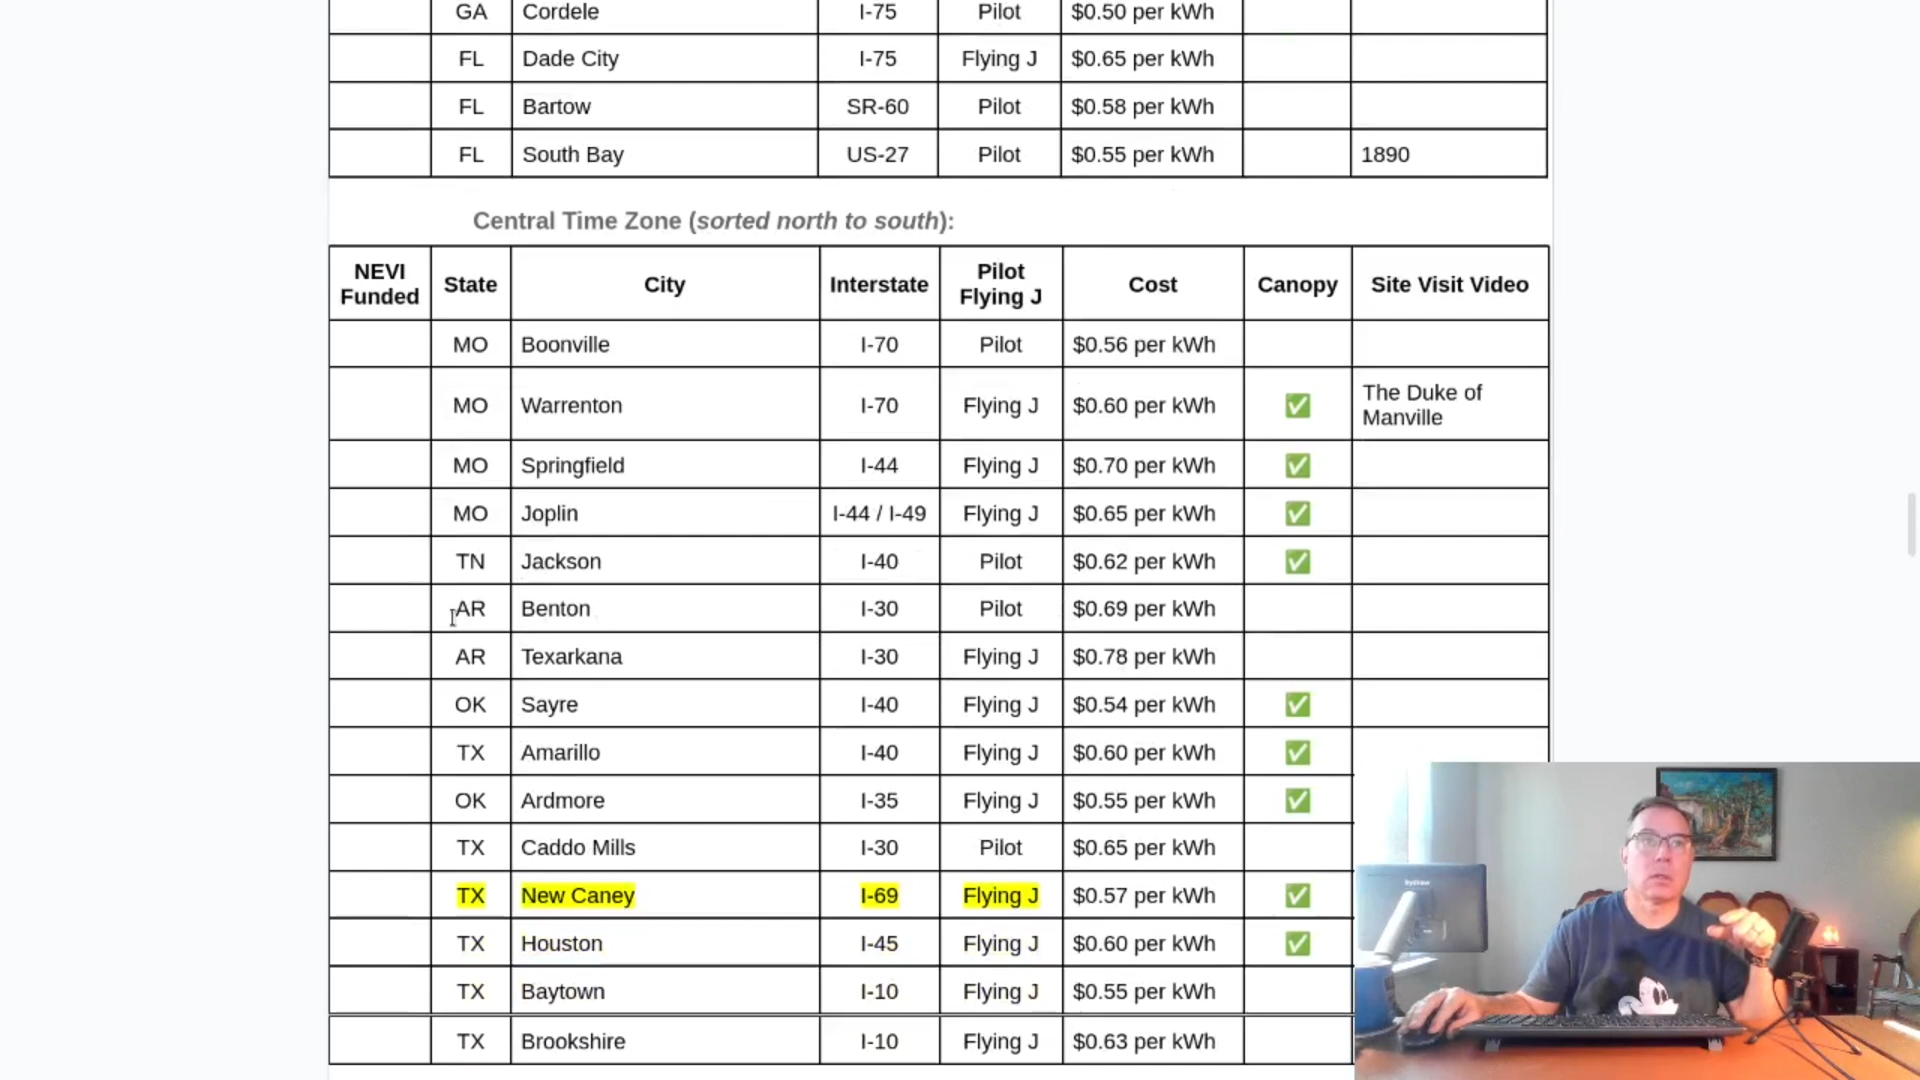 GA Cordele I-75 Pilot $0.50 per kWh
FL Dade City I-75 Flying J $0.65 per kWh
FL Bartow SR-60 Pilot $0.58 per kWh
FL South Bay US-27 Pilot $0.55 per kWh 1890
Central Time Zone (sorted north to south):
NEVI Funded State City Interstate Pilot Flying J Cost Canopy Site Visit Video
MO Boonville I-70 Pilot $0.56 per kWh
MO Warrenton I-70 Flying J $0.60 per kWh ✅ The Duke of Manville
MO Springfield I-44 Flying J $0.70 per kWh ✅
MO Joplin I-44 / I-49 Flying J $0.65 per kWh ✅
TN Jackson I-40 Pilot $0.62 per kWh ✅
AR Benton I-30 Pilot $0.69 per kWh
AR Texarkana I-30 Flying J $0.78 per kWh
OK Sayre I-40 Flying J $0.54 per kWh ✅
TX Amarillo I-40 Flying J $0.60 per kWh ✅
OK Ardmore I-35 Flying J $0.55 per kWh ✅
TX Caddo Mills I-30 Pilot $0.65 per kWh
TX New Caney I-69 Flying J $0.57 per kWh ✅
TX Houston I-45 Flying J $0.60 per kWh ✅
TX Baytown I-10 Flying J $0.55 per kWh
TX Brookshire I-10 Flying J $0.63 per kWh